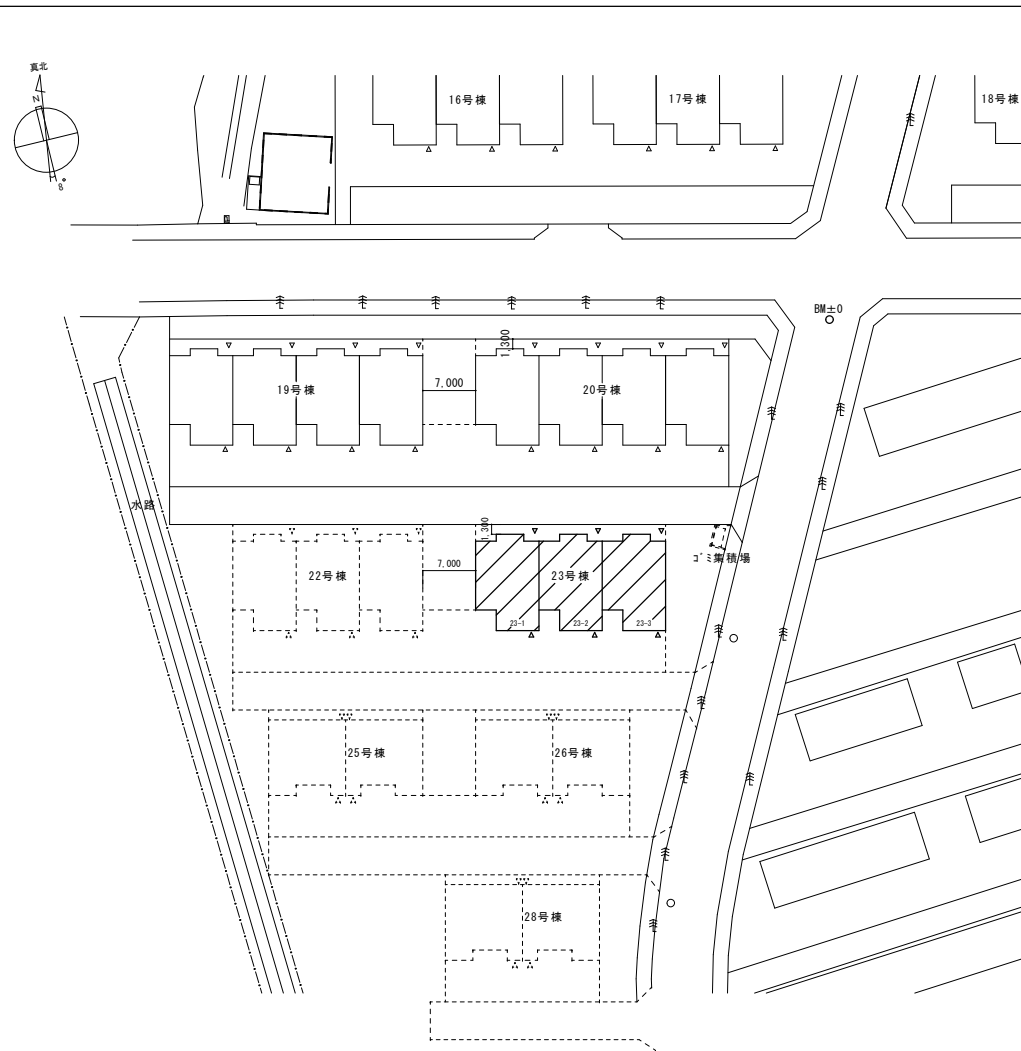 真北
N
8°
16号棟
17号棟
18号棟
BM±0
1,300
19号棟
7,000
20号棟
水路
1,300
ゴミ集積場
22号棟
7,000
23号棟
23-1
23-2
23-3
25号棟
26号棟
28号棟